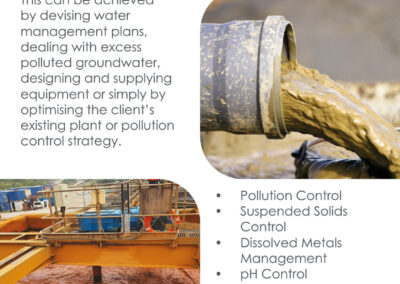 This can be achieved
by devising water
management plans,
dealing with excess
polluted groundwater,
designing and supplying
equipment or simply by
optimising the client’s
existing plant or pollution
control strategy.
• Pollution Control
• Suspended Solids
Control
• Dissolved Metals
Management
• pH Control